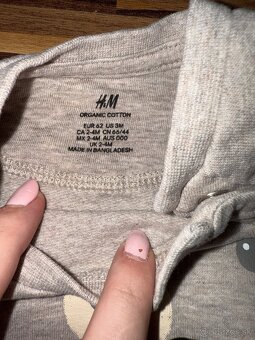 H&M
ORGANIC COTTON
EUR 62 US 3M
CA 2-4M CN 66/44
MX 2-4M AUS 000
UK 2-4M
MADE IN BANGLADESH